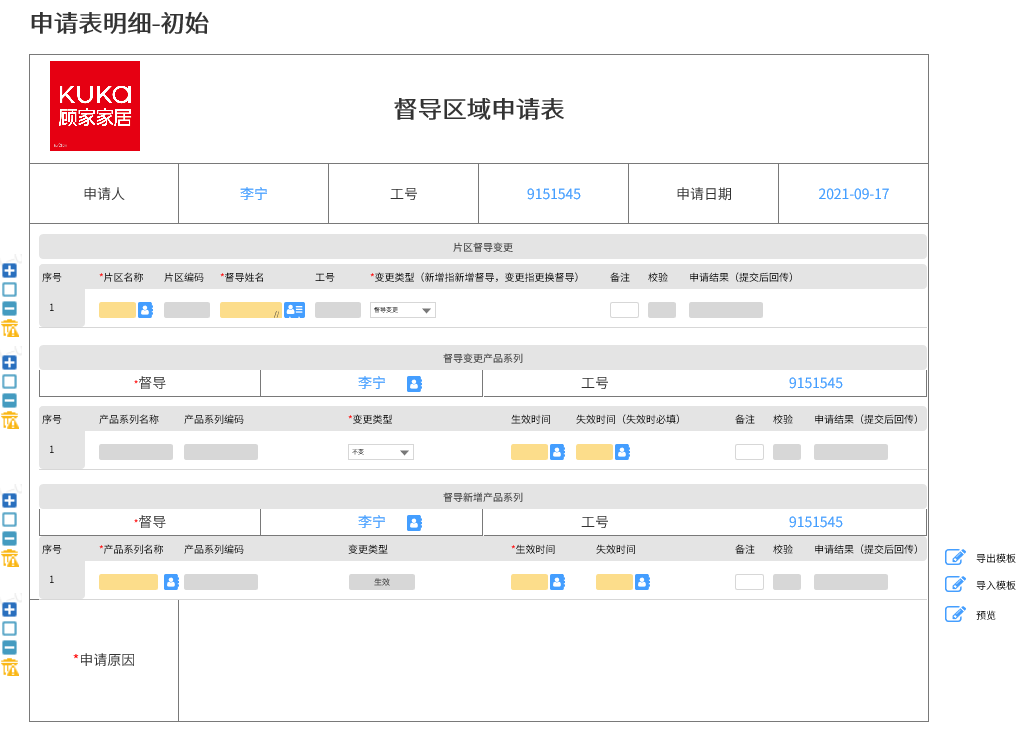 申请表明细-初始
KUKA
顾家家居
督导区域申请表
申请人 李宁 工号 9151545 申请日期 2021-09-17
片区督导变更
序号 *片区名称 片区编码 *督导姓名 工号 *变更类型（新增指新增督导，变更指更换督导） 备注 校验 申请结果（提交后回传）
1 // 督导变更
督导变更产品系列
*督导 李宁 工号 9151545
序号 产品系列名称 产品系列编码 *变更类型 生效时间 失效时间（失效时必填） 备注 校验 申请结果（提交后回传）
1 不变
督导新增产品系列
*督导 李宁 工号 9151545
序号 *产品系列名称 产品系列编码 变更类型 *生效时间 失效时间 备注 校验 申请结果（提交后回传）
1 生效
*申请原因
导出模板
导入模板
预览